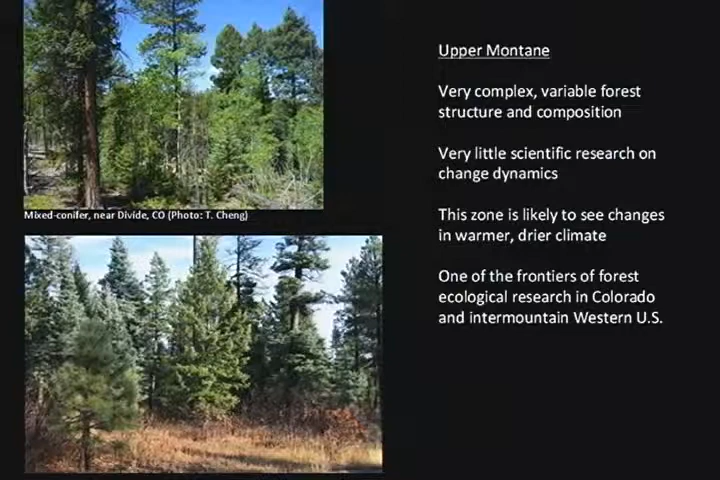 Upper Montane
Very complex, variable forest
structure and composition
Very little scientific research on
change dynamics
This zone is likely to see changes
in warmer, drier climate
One of the frontiers of forest
ecological research in Colorado
and intermountain Western U.S.
Mixed-conifer, near Divide, CO (Photo: T. Cheng)